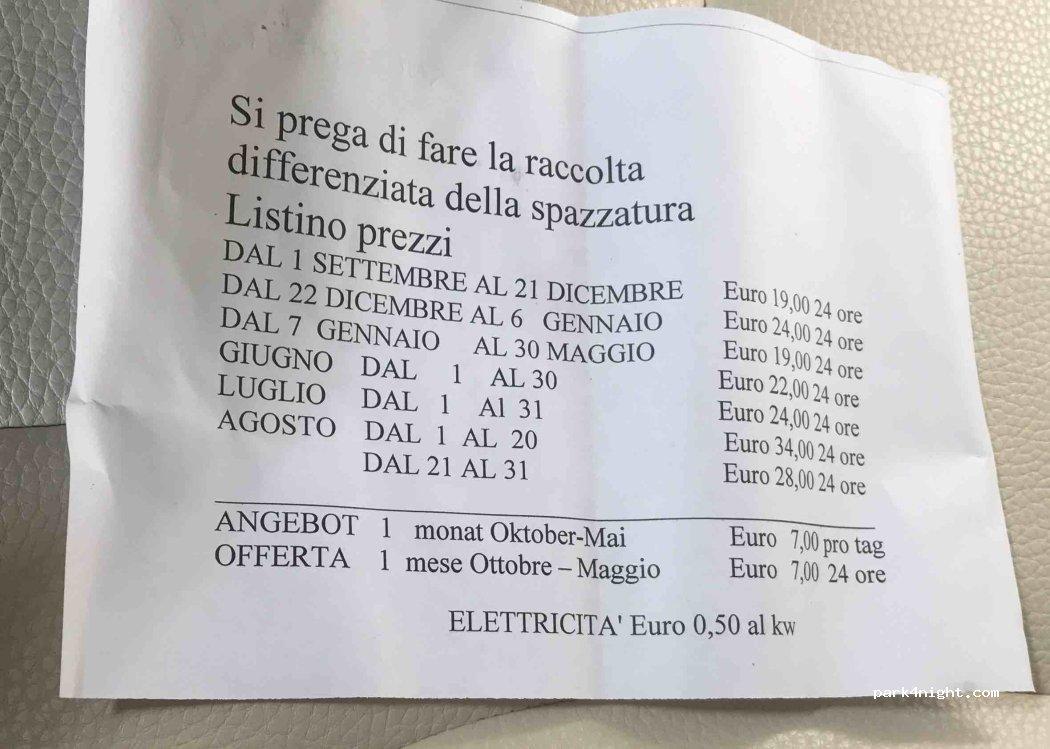 Si prega di fare la raccolta
differenziata della spazzatura
Listino prezzi
DAL 1 SETTEMBRE AL 21 DICEMBRE Euro 19,00 24 ore
DAL 22 DICEMBRE AL 6 GENNAIO Euro 24,00 24 ore
DAL 7 GENNAIO AL 30 MAGGIO Euro 19,00 24 ore
GIUGNO DAL 1 AL 30 Euro 22,00 24 ore
LUGLIO DAL 1 Al 31 Euro 24,00 24 ore
AGOSTO DAL 1 AL 20 Euro 34,00 24 ore
DAL 21 AL 31 Euro 28,00 24 ore
ANGEBOT 1 monat Oktober-Mai Euro 7,00 pro tag
OFFERTA 1 mese Ottobre – Maggio Euro 7,00 24 ore
ELETTRICITA' Euro 0,50 al kw
park4night.com